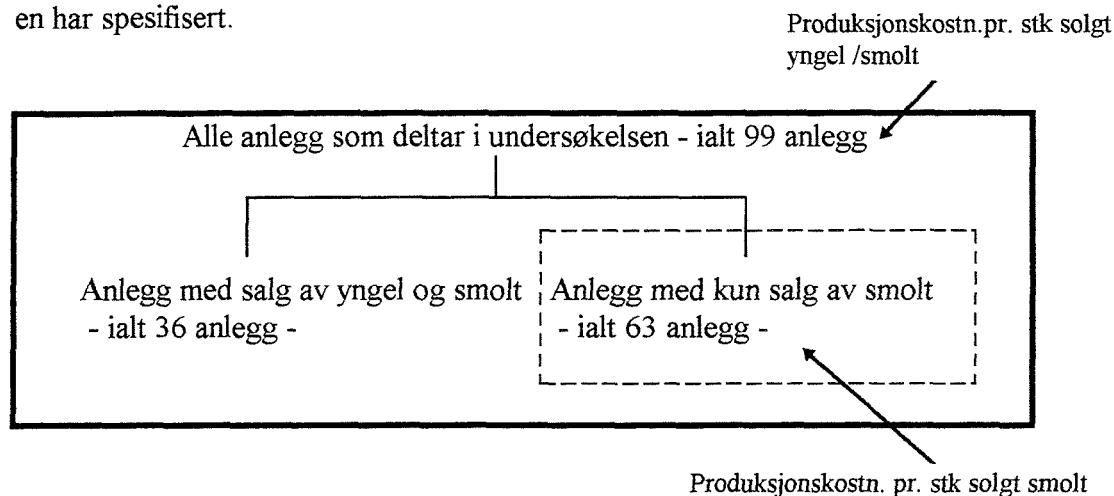 en har spesifisert.
Produksjonskostn.pr. stk solgt
yngel /smolt
Alle anlegg som deltar i undersøkelsen - ialt 99 anlegg
Anlegg med salg av yngel og smolt
- ialt 36 anlegg -
Anlegg med kun salg av smolt
- ialt 63 anlegg -
Produksjonskostn. pr. stk solgt smolt